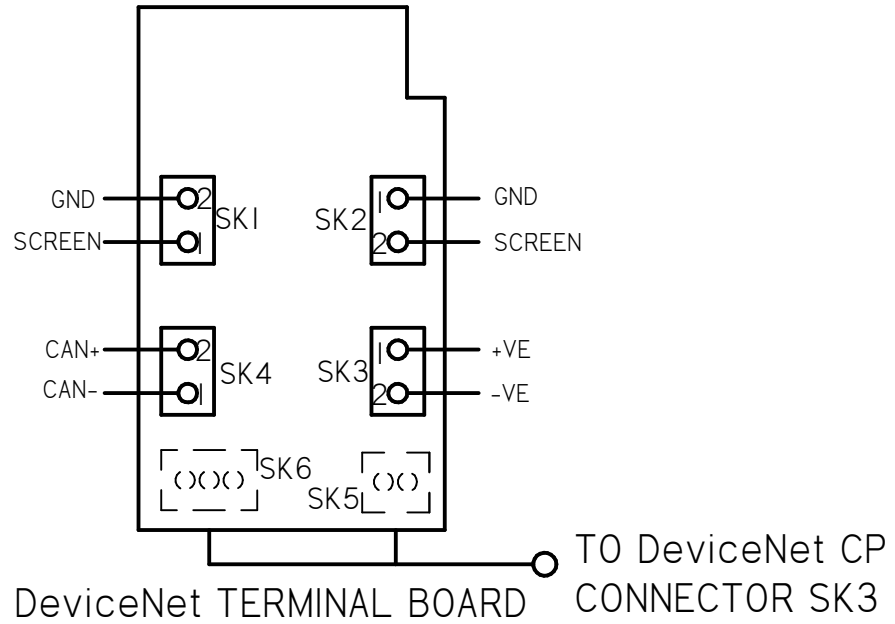 GND
2
SK1
SCREEN
1
1
GND
SK2
2
SCREEN
CAN+
2
SK4
CAN-
1
1
+VE
SK3
2
-VE
SK6
SK5
TO DeviceNet CP
CONNECTOR SK3
DeviceNet TERMINAL BOARD